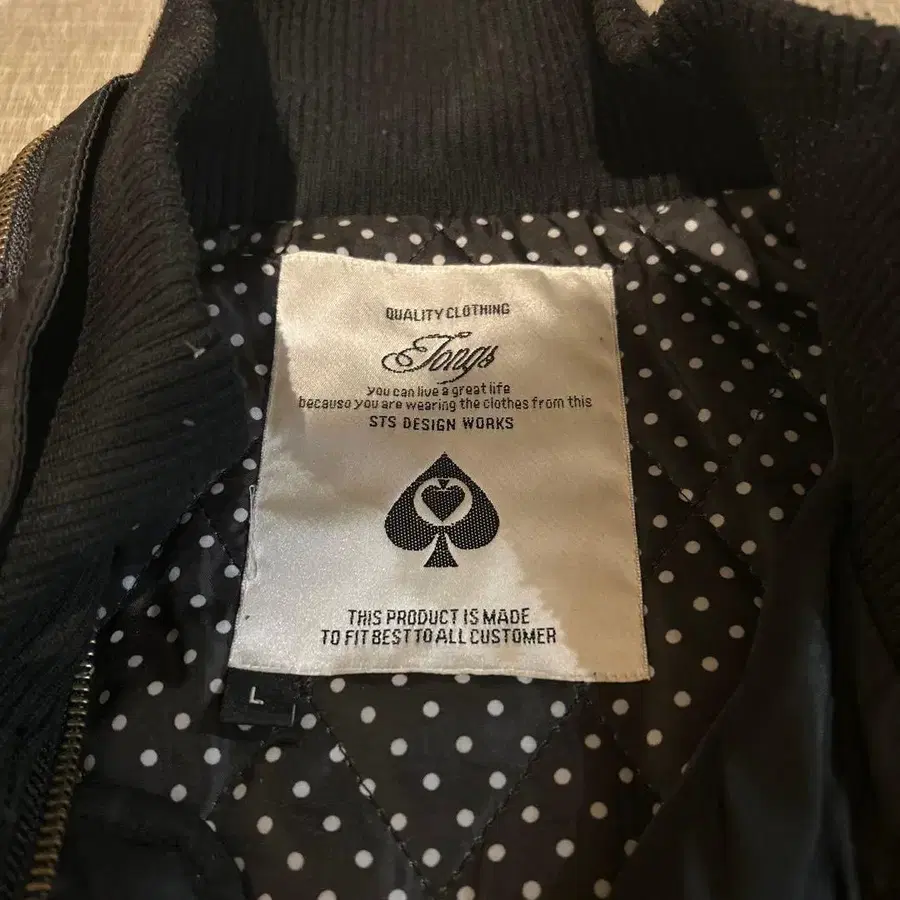 QUALITY CLOTHING
Jongs
you can live a great life
because you are wearing the clothes from this
STS DESIGN WORKS
THIS PRODUCT IS MADE
TO FIT BEST TO ALL CUSTOMER
L